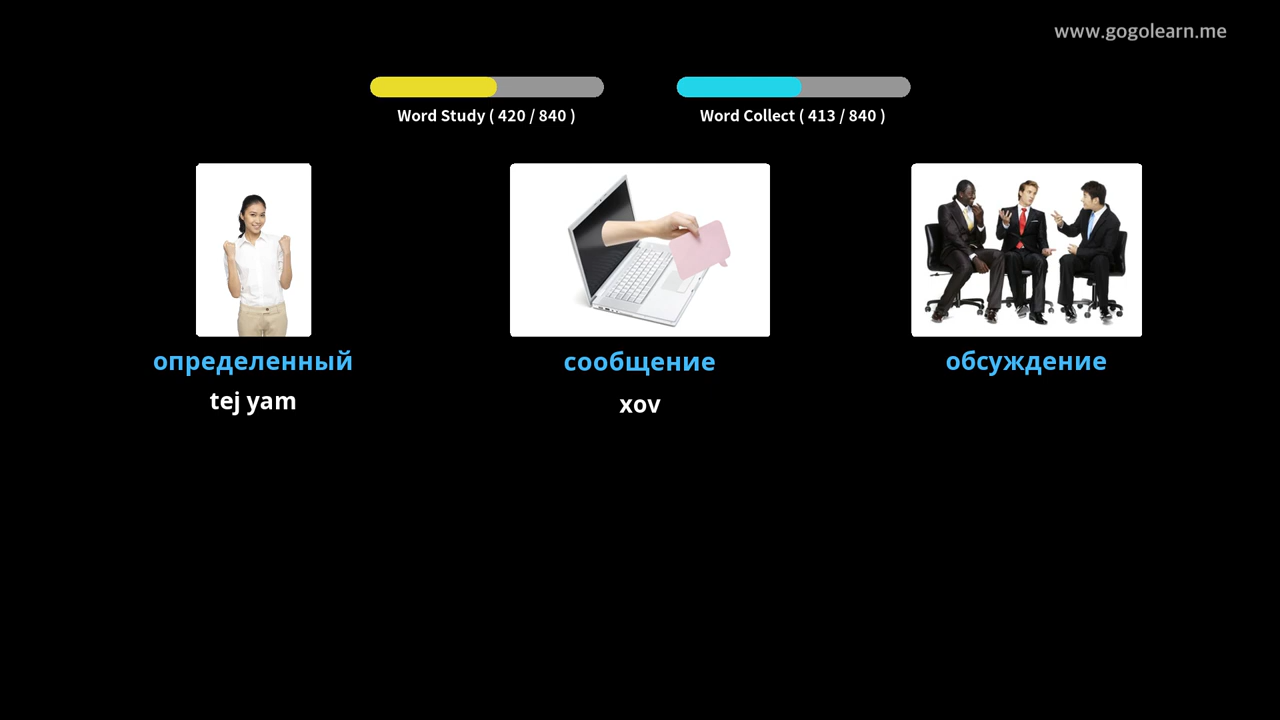 www.gogolearn.me
Word Study ( 420 / 840 )
Word Collect ( 413 / 840 )
определенный
сообщение
обсуждение
tej yam
xov